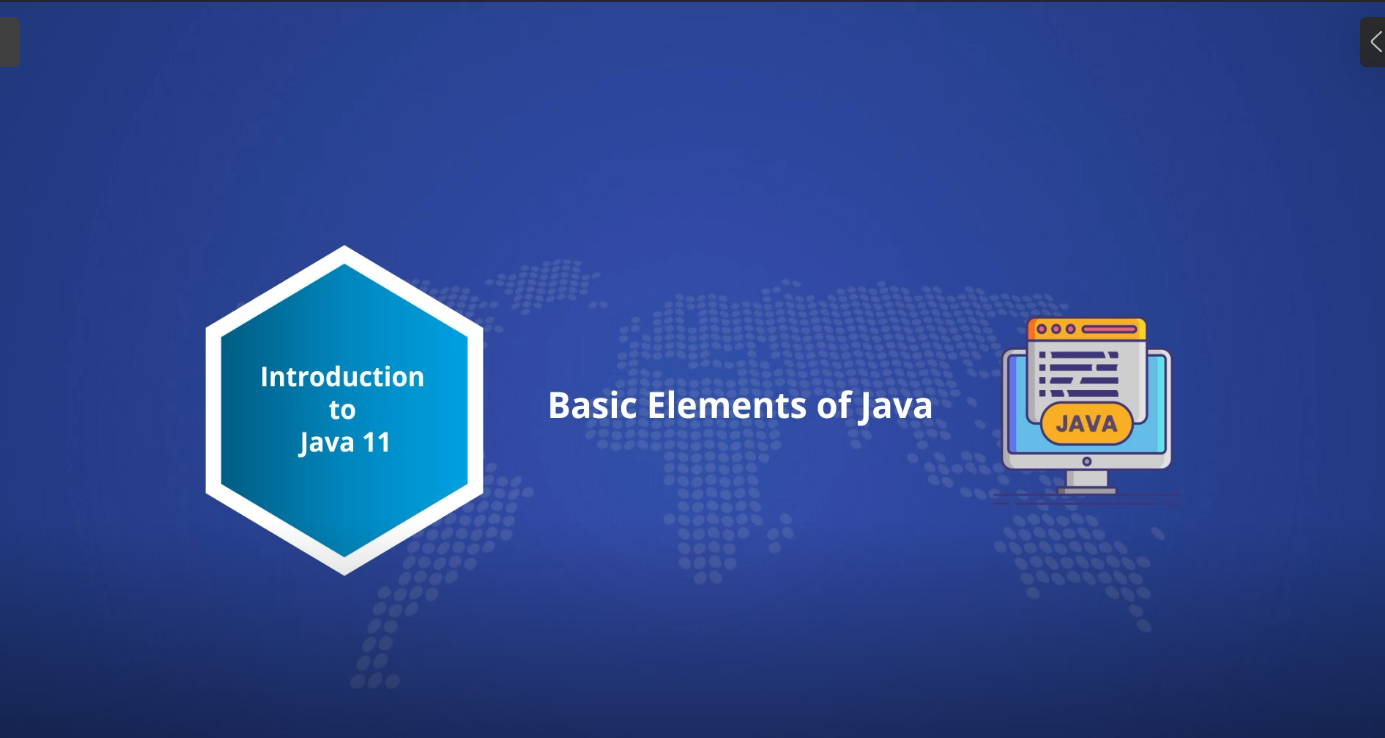 Introduction
to
Java 11
Basic Elements of Java
JAVA